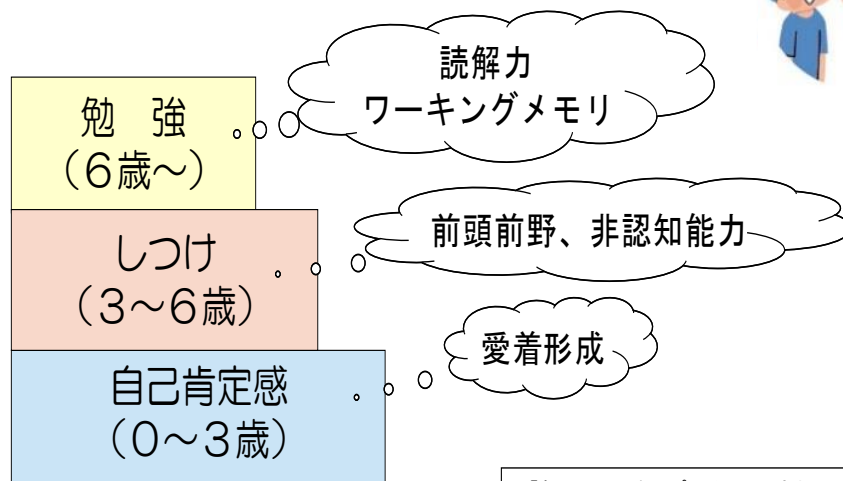 読解力
ワーキングメモリ
勉　強
（６歳～）
前頭前野、非認知能力
しつけ
（３～６歳）
愛着形成
自己肯定感
（０～３歳）